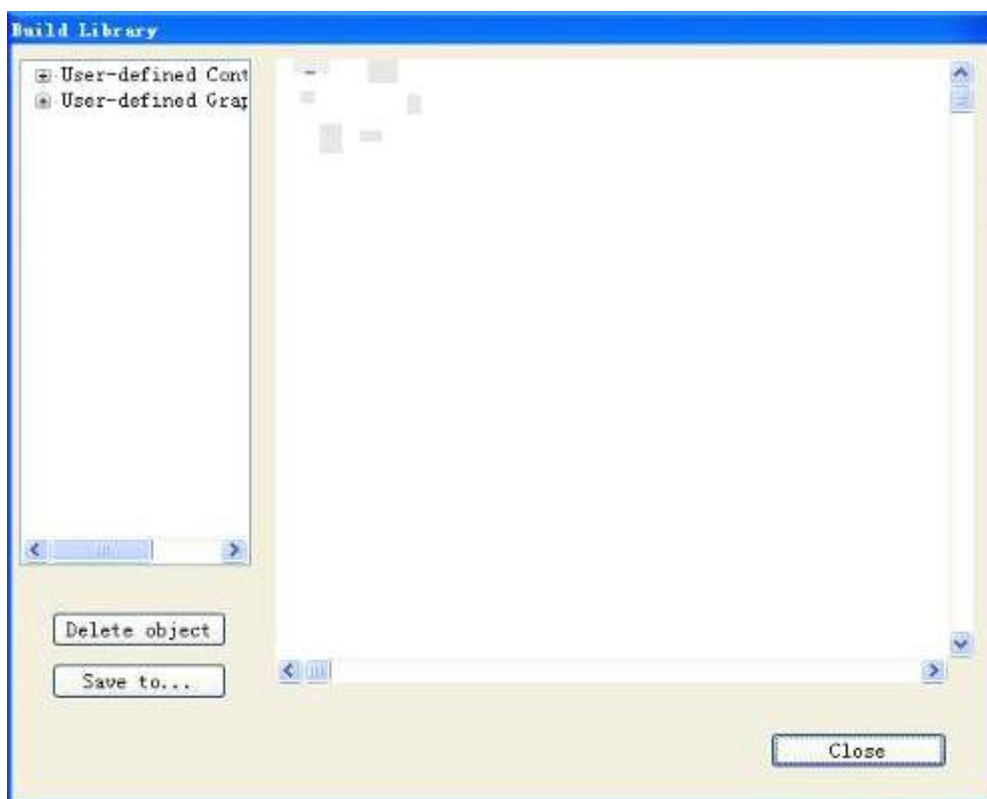 Build Library
User-defined Cont
User-defined Grap
Delete object
Save to...
Close